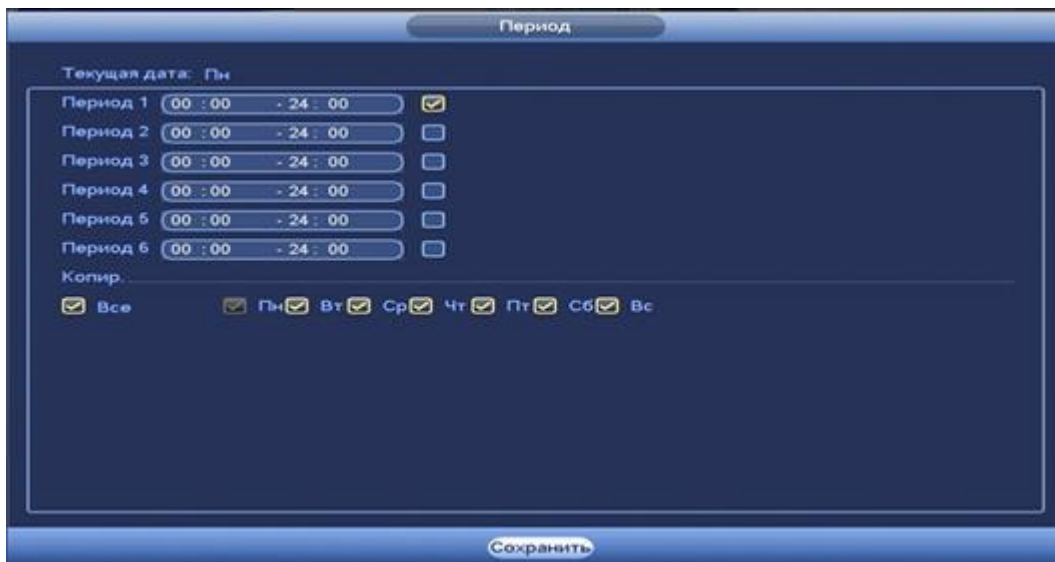 Период
Текущая дата: Пн
Период 1 00 : 00 - 24 : 00
Период 2 00 : 00 - 24 : 00
Период 3 00 : 00 - 24 : 00
Период 4 00 : 00 - 24 : 00
Период 5 00 : 00 - 24 : 00
Период 6 00 : 00 - 24 : 00
Копир.
Все Пн Вт Ср Чт Пт Сб Вс
Сохранить